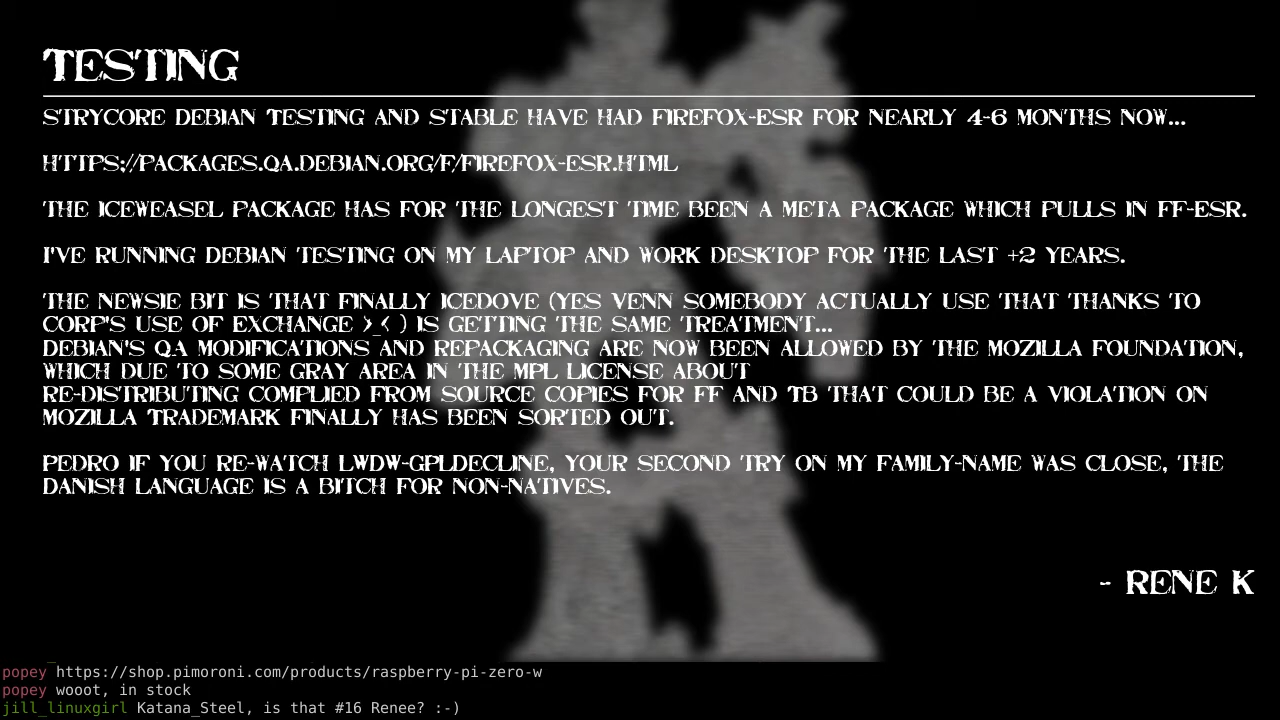 TESTING
STRYCORE DEBIAN TESTING AND STABLE HAVE HAD FIREFOX-ESR FOR NEARLY 4-6 MONTHS NOW...
HTTPS://PACKAGES.QA.DEBIAN.ORG/F/FIREFOX-ESR.HTML
THE ICEWEASEL PACKAGE HAS FOR THE LONGEST TIME BEEN A META PACKAGE WHICH PULLS IN FF-ESR.
I'VE RUNNING DEBIAN TESTING ON MY LAPTOP AND WORK DESKTOP FOR THE LAST +2 YEARS.
THE NEWSIE BIT IS THAT FINALLY ICEDOVE (YES VENN SOMEBODY ACTUALLY USE THAT THANKS TO
CORP'S USE OF EXCHANGE >_< ) IS GETTING THE SAME TREATMENT...
DEBIAN'S QA MODIFICATIONS AND REPACKAGING ARE NOW BEEN ALLOWED BY THE MOZILLA FOUNDATION,
WHICH DUE TO SOME GRAY AREA IN THE MPL LICENSE ABOUT
RE-DISTRIBUTING COMPLIED FROM SOURCE COPIES FOR FF AND TB THAT COULD BE A VIOLATION ON
MOZILLA TRADEMARK FINALLY HAS BEEN SORTED OUT.
PEDRO IF YOU RE-WATCH LWDW-GPLDECLINE, YOUR SECOND TRY ON MY FAMILY-NAME WAS CLOSE, THE
DANISH LANGUAGE IS A BITCH FOR NON-NATIVES.
- RENE K
popey https://shop.pimoroni.com/products/raspberry-pi-zero-w
popey wooot, in stock
jill_linuxgirl Katana_Steel, is that #16 Renee? :-)